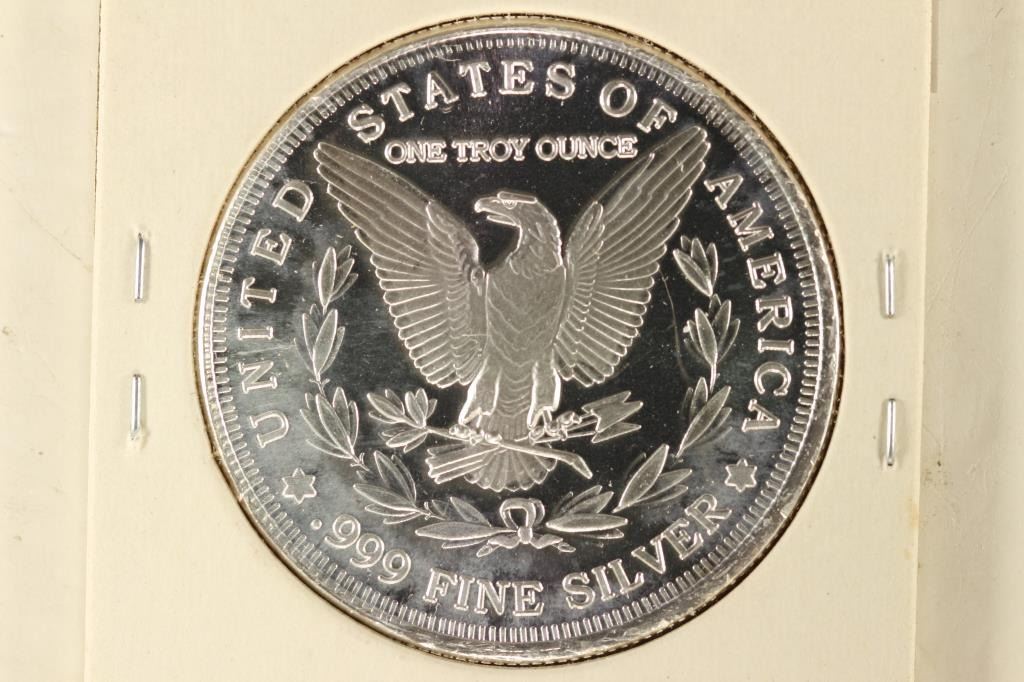 UNITED STATES OF AMERICA
ONE TROY OUNCE
.999 FINE SILVER